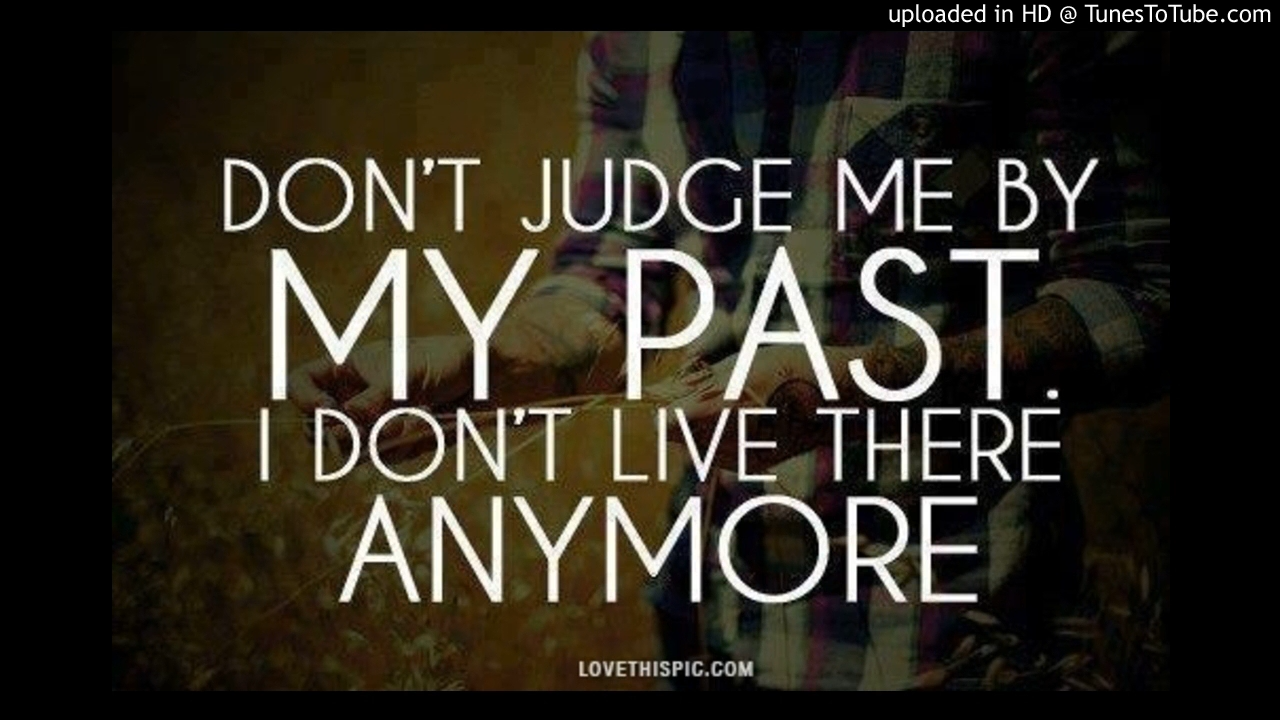 uploaded in HD @ TunesToTube.com
DON'T JUDGE ME BY
MY PAST.
I DON'T LIVE THERE
ANYMORE
LOVETHISPIC.COM